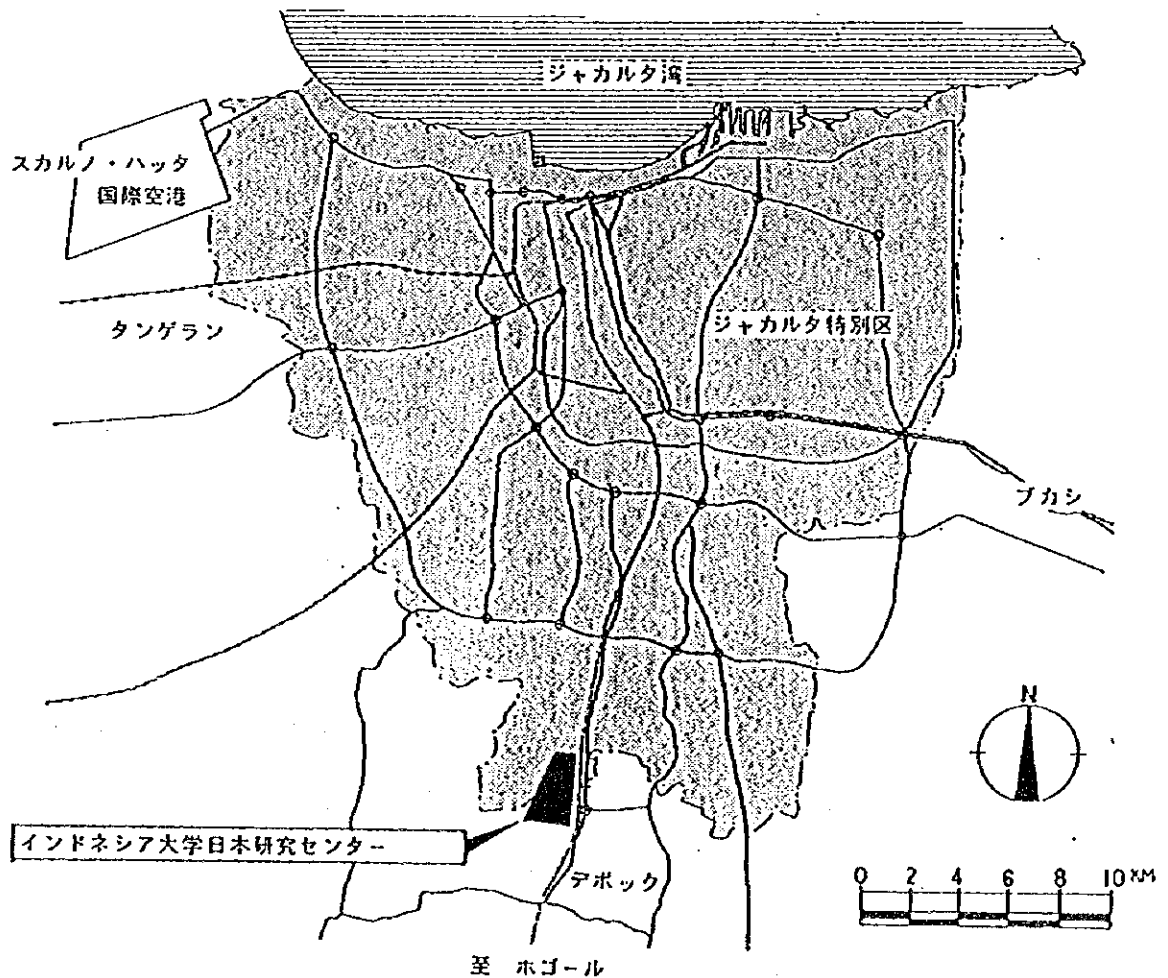 ジャカルタ湾
スカルノ・ハッタ
国際空港
タンゲラン
ジャカルタ特別区
ブカシ
N
インドネシア大学日本研究センター
デポック
0 2 4 6 8 10 KM
至 ホゴール